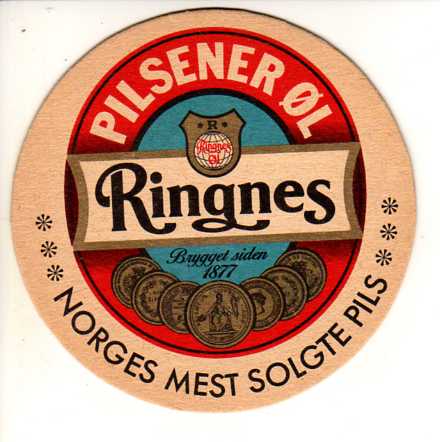 PILSENER ØL
R
Ringnes
ØL
Ringnes
Brygget siden
1877
NORGES MEST SOLGTE PILS